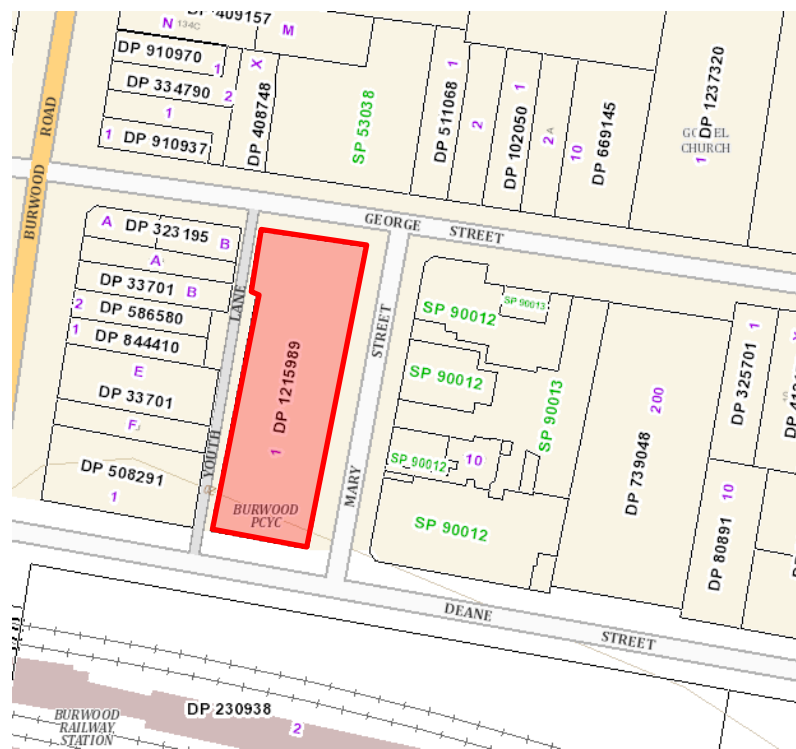 DP 409157
N
134C
M
DP 910970
1
X
DP 334790
2
1
DP 408748
1
DP 910937
SP 53038
DP 511068
1
2
DP 102050
1
2
A
10
DP 669145
DP 1237320
CHURCH
1
BURWOOD ROAD
GEORGE STREET
A
DP 323195
B
A
DP 33701
B
2
DP 586580
1
DP 844410
E
DP 33701
F
DP 508291
1
YOUTH LANE
DP 1215989
1
BURWOOD
PCYC
MARY STREET
SP 90012
SP 90013
SP 90012
SP 90013
SP 90012
10
SP 90012
200
DP 739048
DP 325701
1
10
DP 80891
DEANE STREET
DP 230938
2
BURWOOD
RAILWAY
STATION